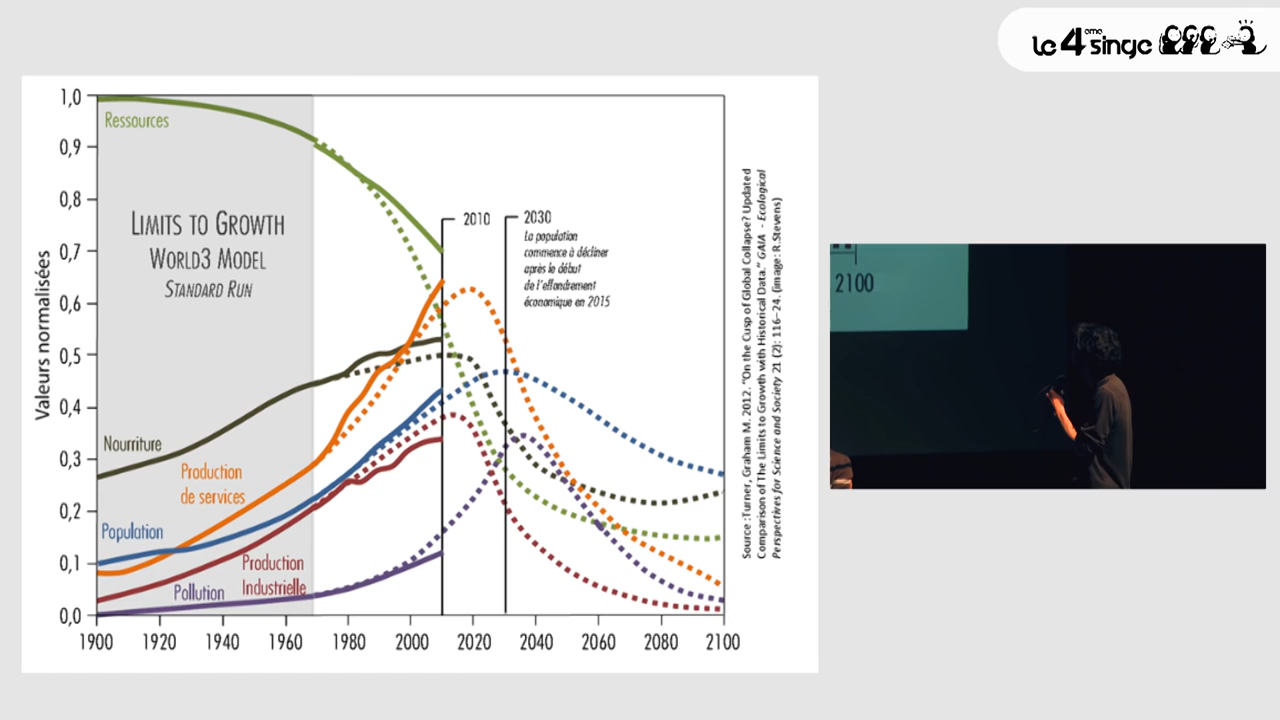 le 4ème singe
1,0
0,9
0,8
0,7
0,6
0,5
0,4
0,3
0,2
0,1
0,0
Valeurs normalisées
Ressources
LIMITS TO GROWTH
WORLD3 MODEL
STANDARD RUN
Nourriture
Production
de services
Population
Production
Industrielle
Pollution
2010
2030
La population
commence à décliner
après le début
de l'effondrement
économique en 2015
1900
1920
1940
1960
1980
2000
2020
2040
2060
2080
2100
Source :Turner, Graham M. 2012. "On the Cusp of Global Collapse? Updated
Comparison of The Limits to Growth with Historical Data." GAIA - Ecological
Perspectives for Science and Society 21 (2): 116–24. (image: R.Stevens)
2100